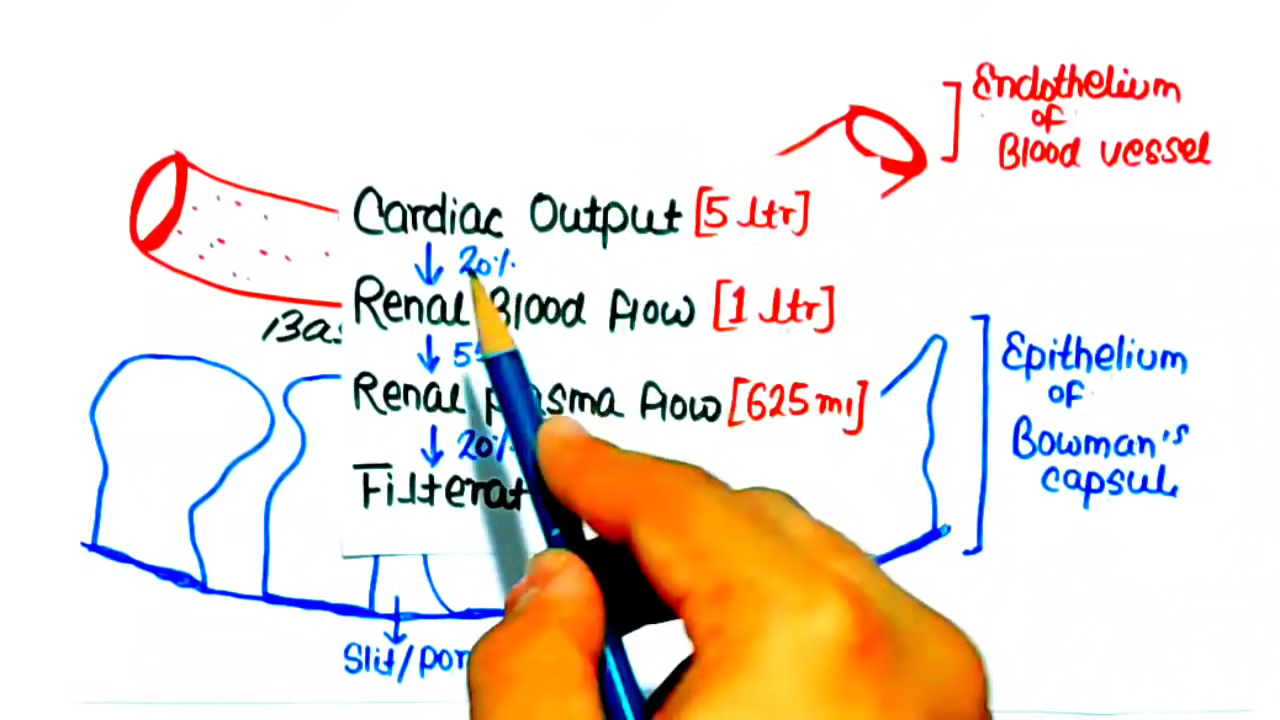 Endothelium
of
Blood vessel
Cardiac Output [5 ltr]
20%
Renal Blood flow [1 ltr]
Renal flow [625 ml]
20%
Epithelium
of
Bowman's
capsule